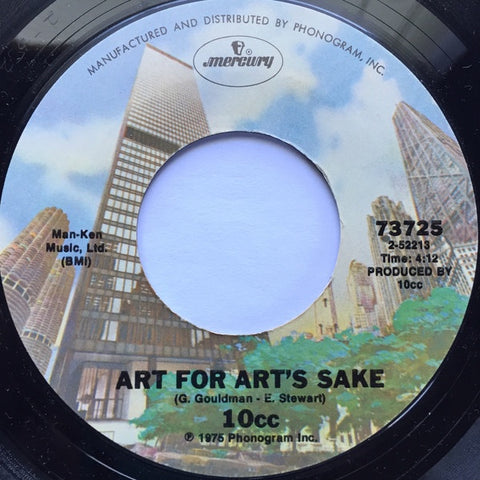 MANUFACTURED AND DISTRIBUTED BY PHONOGRAM, INC.
mercury
Man-Ken
Music, Ltd.
(BMI)
73725
2-52213
Time: 4:12
PRODUCED BY
10cc
ART FOR ART'S SAKE
(G. Gouldman - E. Stewart)
10cc
℗ 1975 Phonogram Inc.